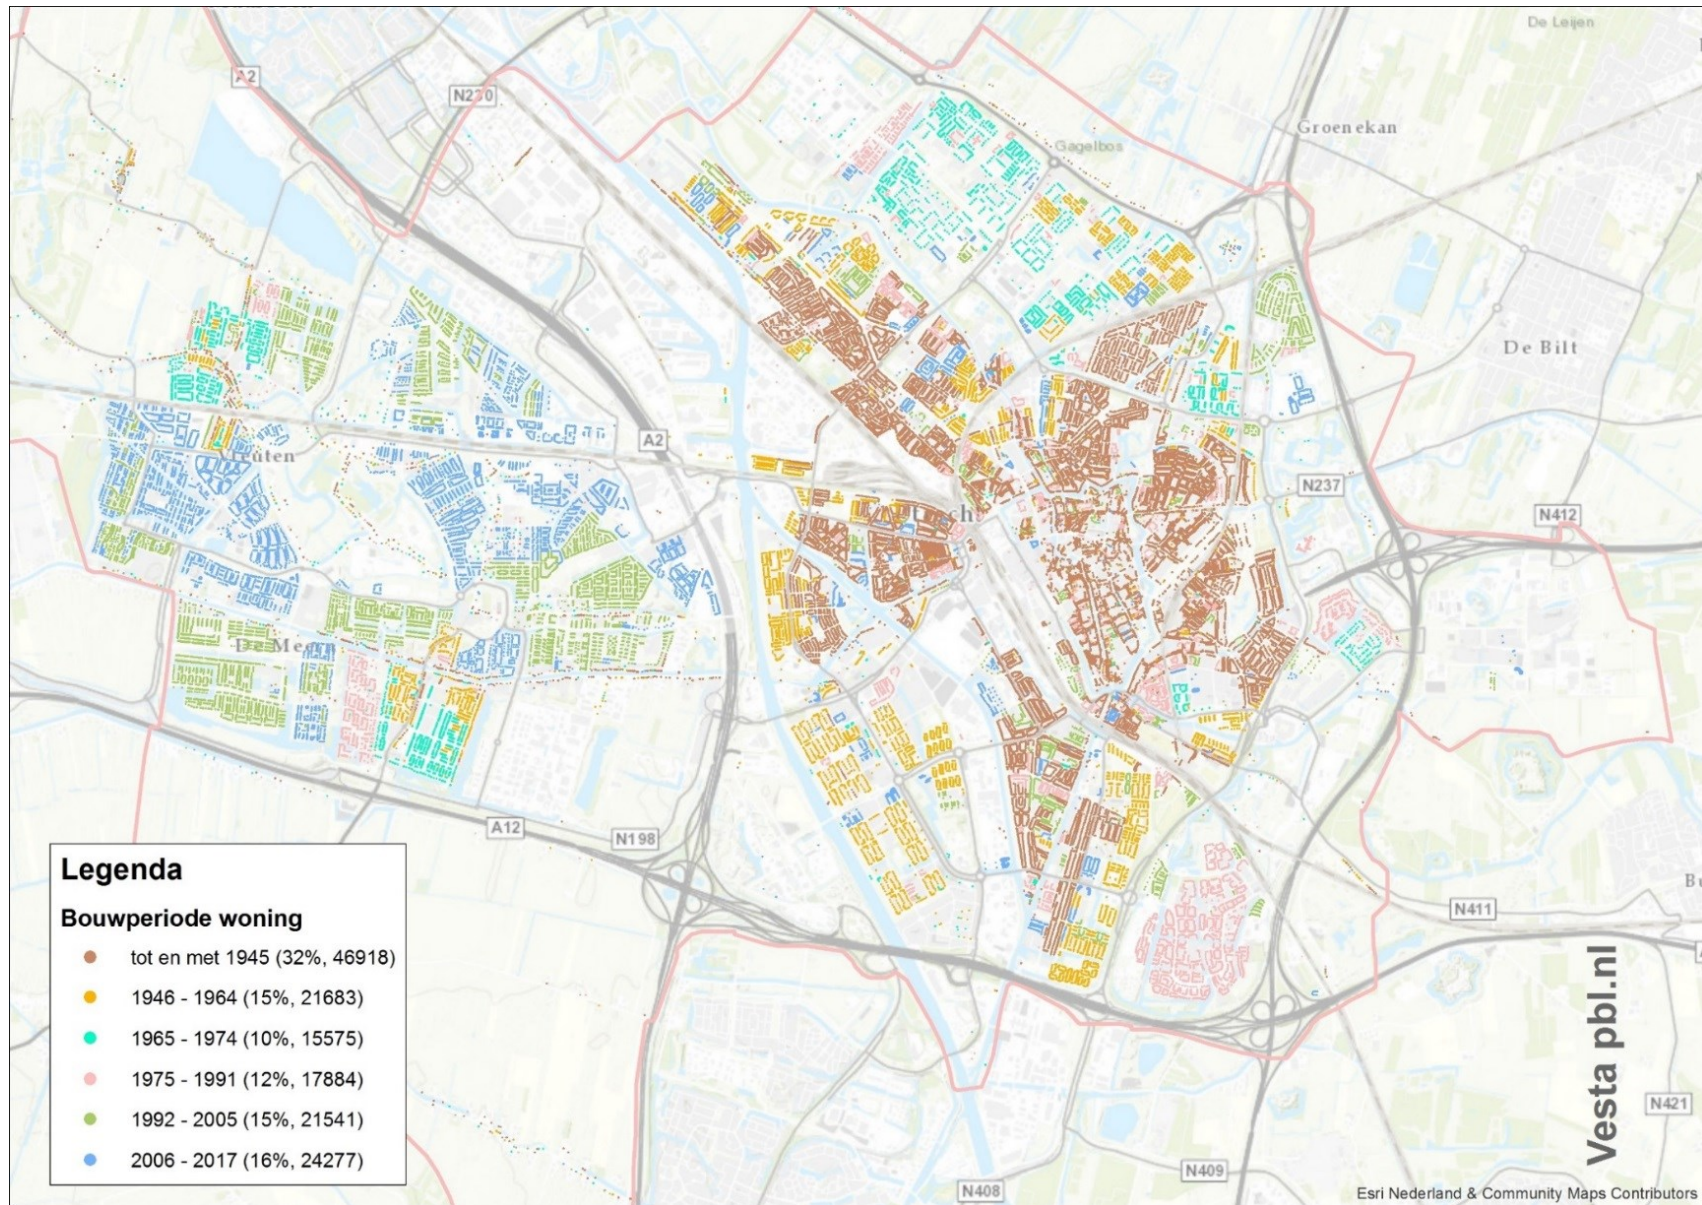 De Leijen
A2
N230
Groenekan
Gagelbos
De Bilt
A2
N237
N412
De Meern
A12
N198
N411
N421
N408
N409
Legenda
Bouwperiode woning
tot en met 1945 (32%, 46918)
1946 - 1964 (15%, 21683)
1965 - 1974 (10%, 15575)
1975 - 1991 (12%, 17884)
1992 - 2005 (15%, 21541)
2006 - 2017 (16%, 24277)
Vesta pbl.nl
Esri Nederland & Community Maps Contributors